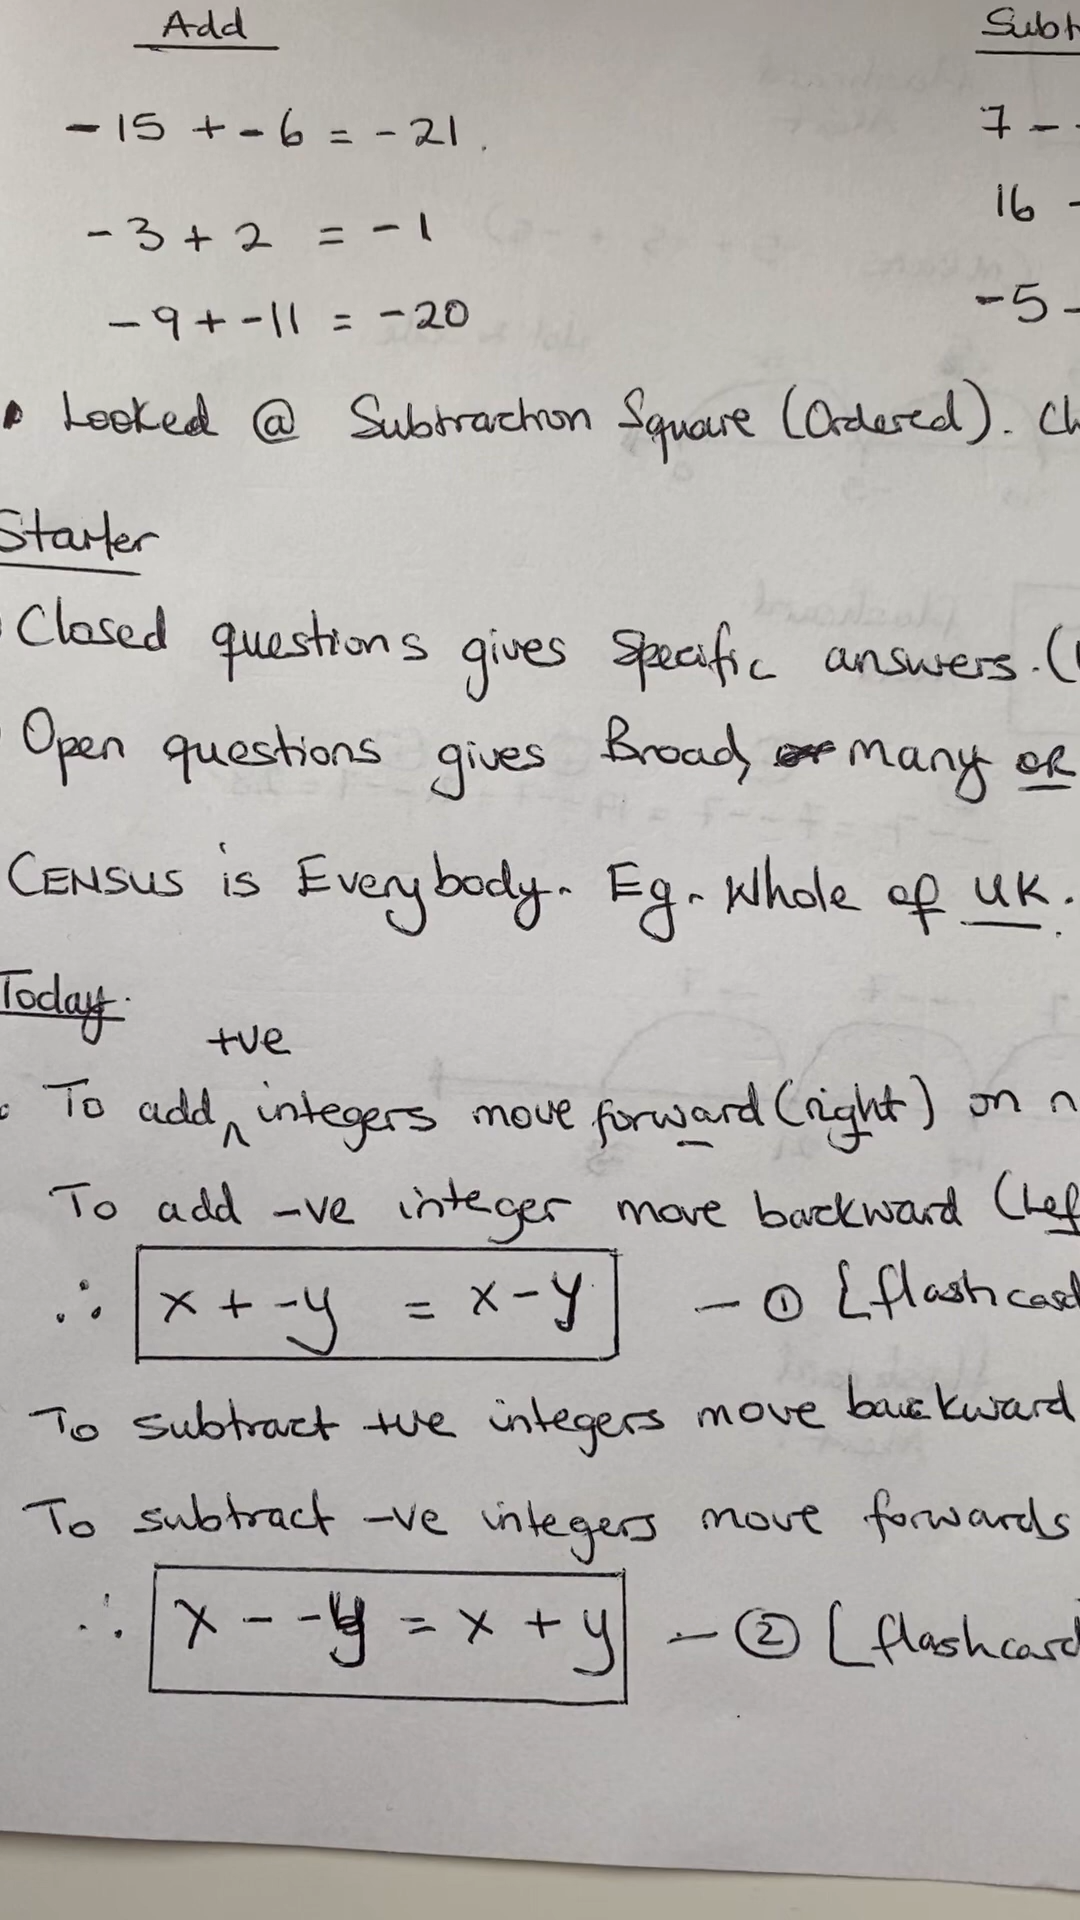 Add Subt
-15 + -6 = -21. 7 - -
-3 + 2 = -1 16 -
-9 + -11 = -20 -5 -
• Looked @ Subtraction Square (Ordered). Ch
Starter
Closed questions gives specific answers. (
Open questions gives Broad, many OR
CENSUS is Everybody. Eg. Whole of UK.
Today.
+ve
To add ʌ integers move forward (right) on n
To add -ve integer move backward (Lef
∴ x + -y = x - y — ① [flashcard
To subtract +ve integers move backward
To subtract -ve integers move forwards
∴ x - -y = x + y — ② [flashcard